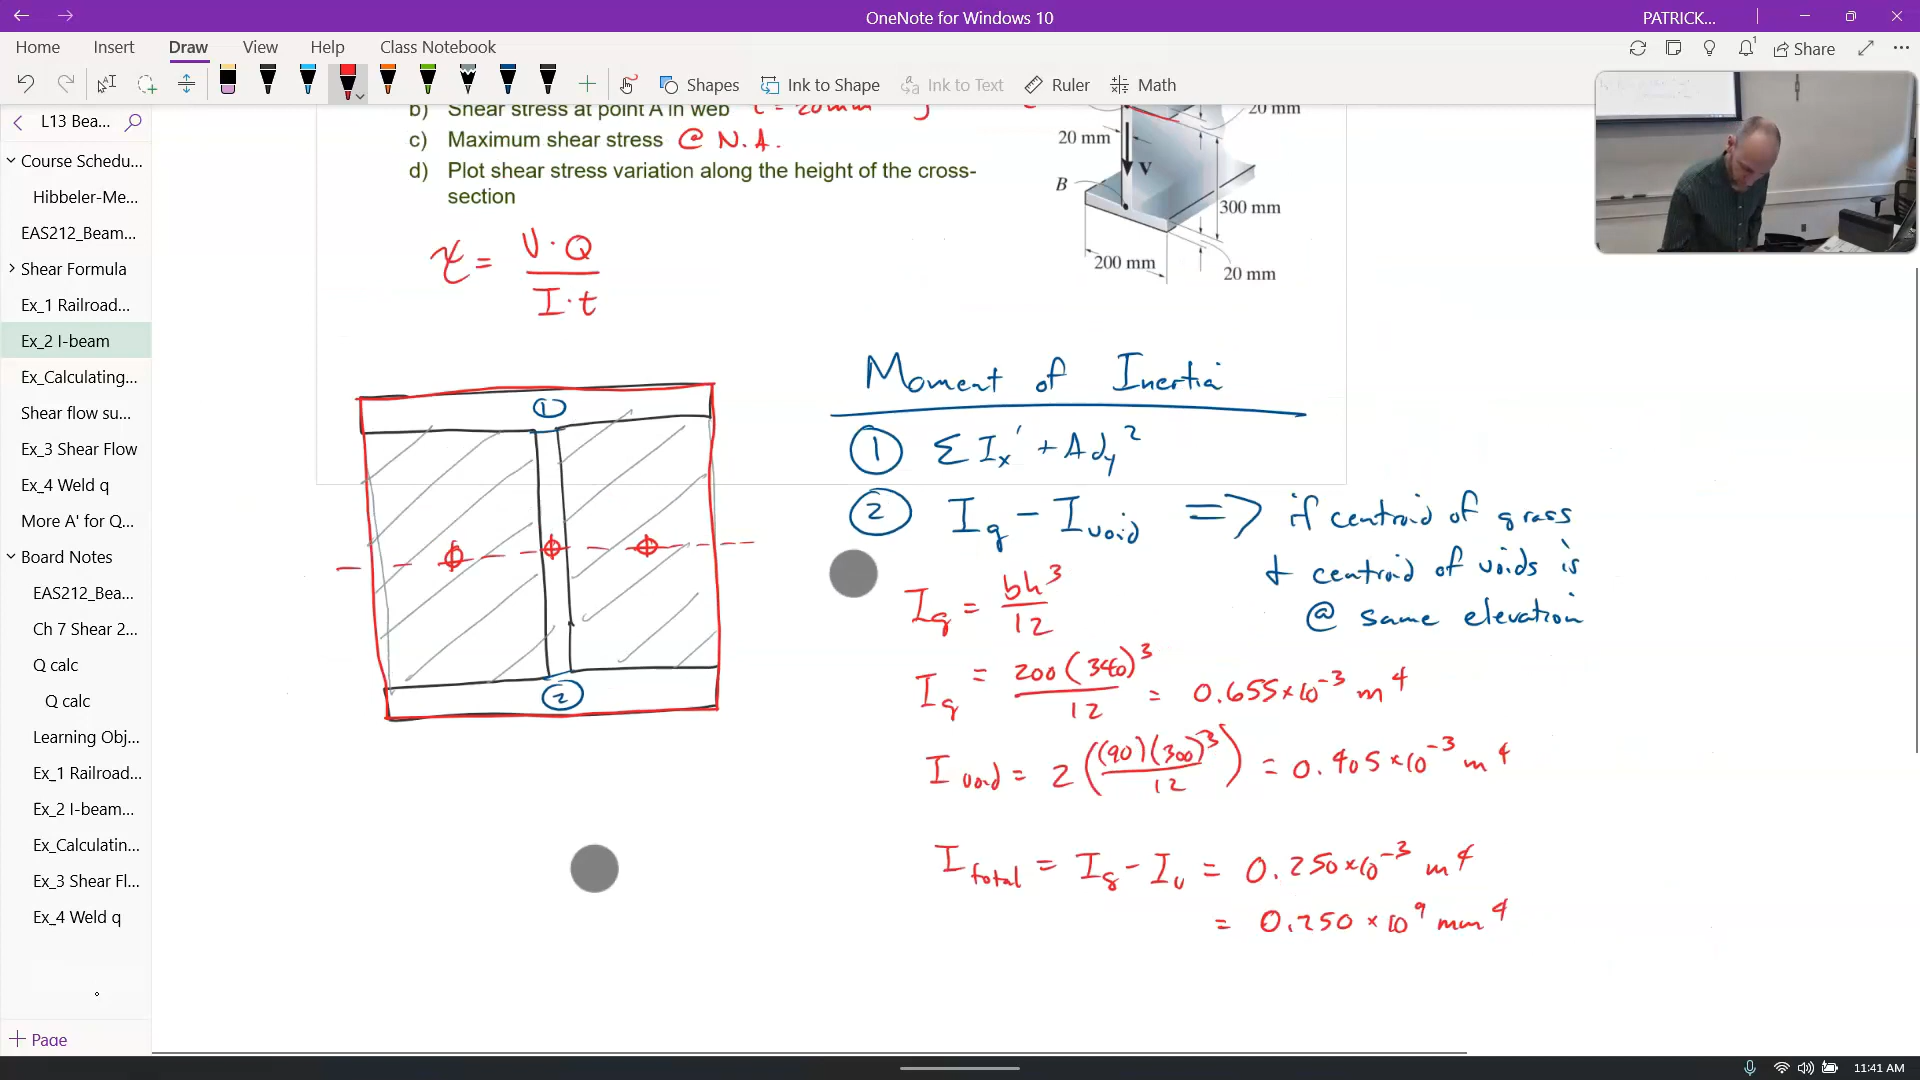 OneNote for Windows 10
PATRICK...
Home Insert Draw View Help Class Notebook
Share
Shapes Ink to Shape Ink to Text Ruler Math
L13 Bea...
Course Schedu...
Hibbeler-Me...
EAS212_Beam...
Shear Formula
Ex_1 Railroad...
Ex_2 I-beam
Ex_Calculating...
Shear flow su...
Ex_3 Shear Flow
Ex_4 Weld q
More A' for Q...
Board Notes
EAS212_Bea...
Ch 7 Shear 2...
Q calc
Q calc
Learning Obj...
Ex_1 Railroad...
Ex_2 I-beam...
Ex_Calculatin...
Ex_3 Shear Fl...
Ex_4 Weld q
+ Page
b) Shear stress at point A in web t = 20mm
c) Maximum shear stress @ N.A.
d) Plot shear stress variation along the height of the cross-
section
20 mm
20 mm
V
B
300 mm
200 mm
20 mm
τ = V · Q / I · t
1
2
Moment of Inertia
1 Σ Ix' + Ady²
2 Ig - Ivoid => if centroid of gross
+ centroid of voids is
@ same elevation
Ig = bh³ / 12
Ig = 200 (340)³ / 12 = 0.655 × 10⁻³ m⁴
Ivoid = 2 ((90)(300)³ / 12) = 0.405 × 10⁻³ m⁴
Itotal = Ig - Iv = 0.250 × 10⁻³ m⁴
= 0.250 × 10⁹ mm⁴
11:41 AM